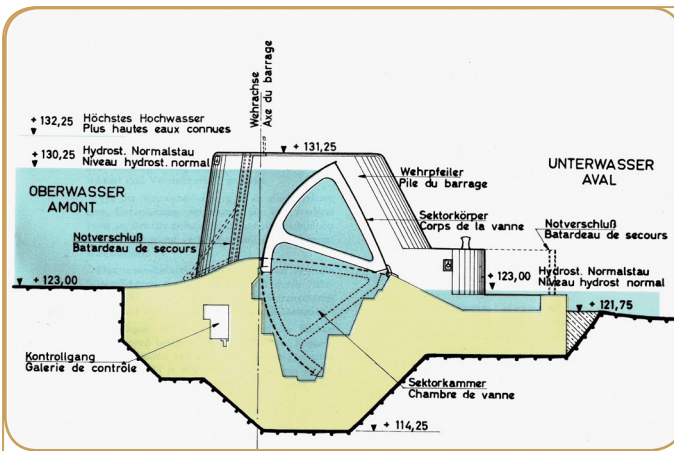 Wehrachse
Axe du barrage
+ 132,25 Höchstes Hochwasser
Plus hautes eaux connues
+ 130,25 Hydrost. Normalstau
Niveau hydrost. normal
+ 131,25
OBERWASSER
AMONT
Wehrpfeiler
Pile du barrage
UNTERWASSER
AVAL
Sektorkörper
Corps de la vanne
Notverschluß
Batardeau de secours
Notverschluß
Batardeau de secours
+ 123,00
+ 123,00 Hydrost. Normalstau
Niveau hydrost normal
+ 121,75
Kontrollgang
Galerie de contrôle
Sektorkammer
Chambre de vanne
+ 114,25